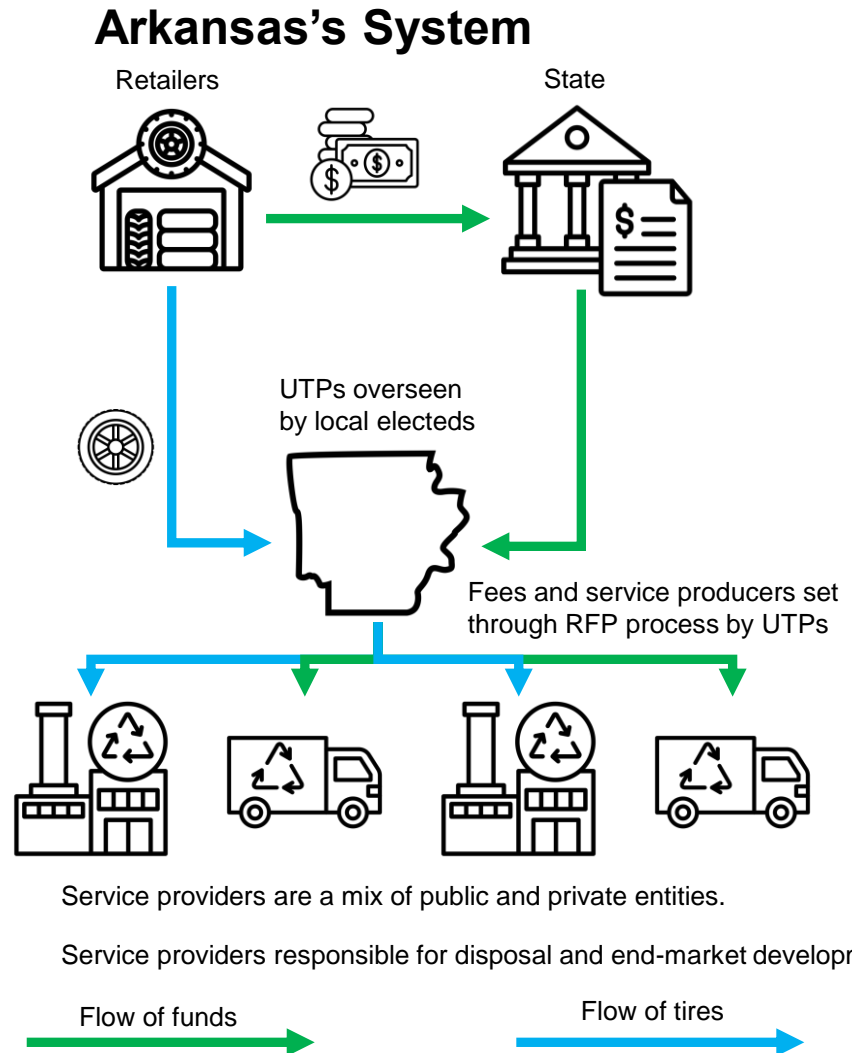 Arkansas's System
Retailers
State
$
$
$
UTPs overseen
by local electeds
Fees and service producers set
through RFP process by UTPs
Service providers are a mix of public and private entities.
Service providers responsible for disposal and end-market developr
Flow of funds
Flow of tires